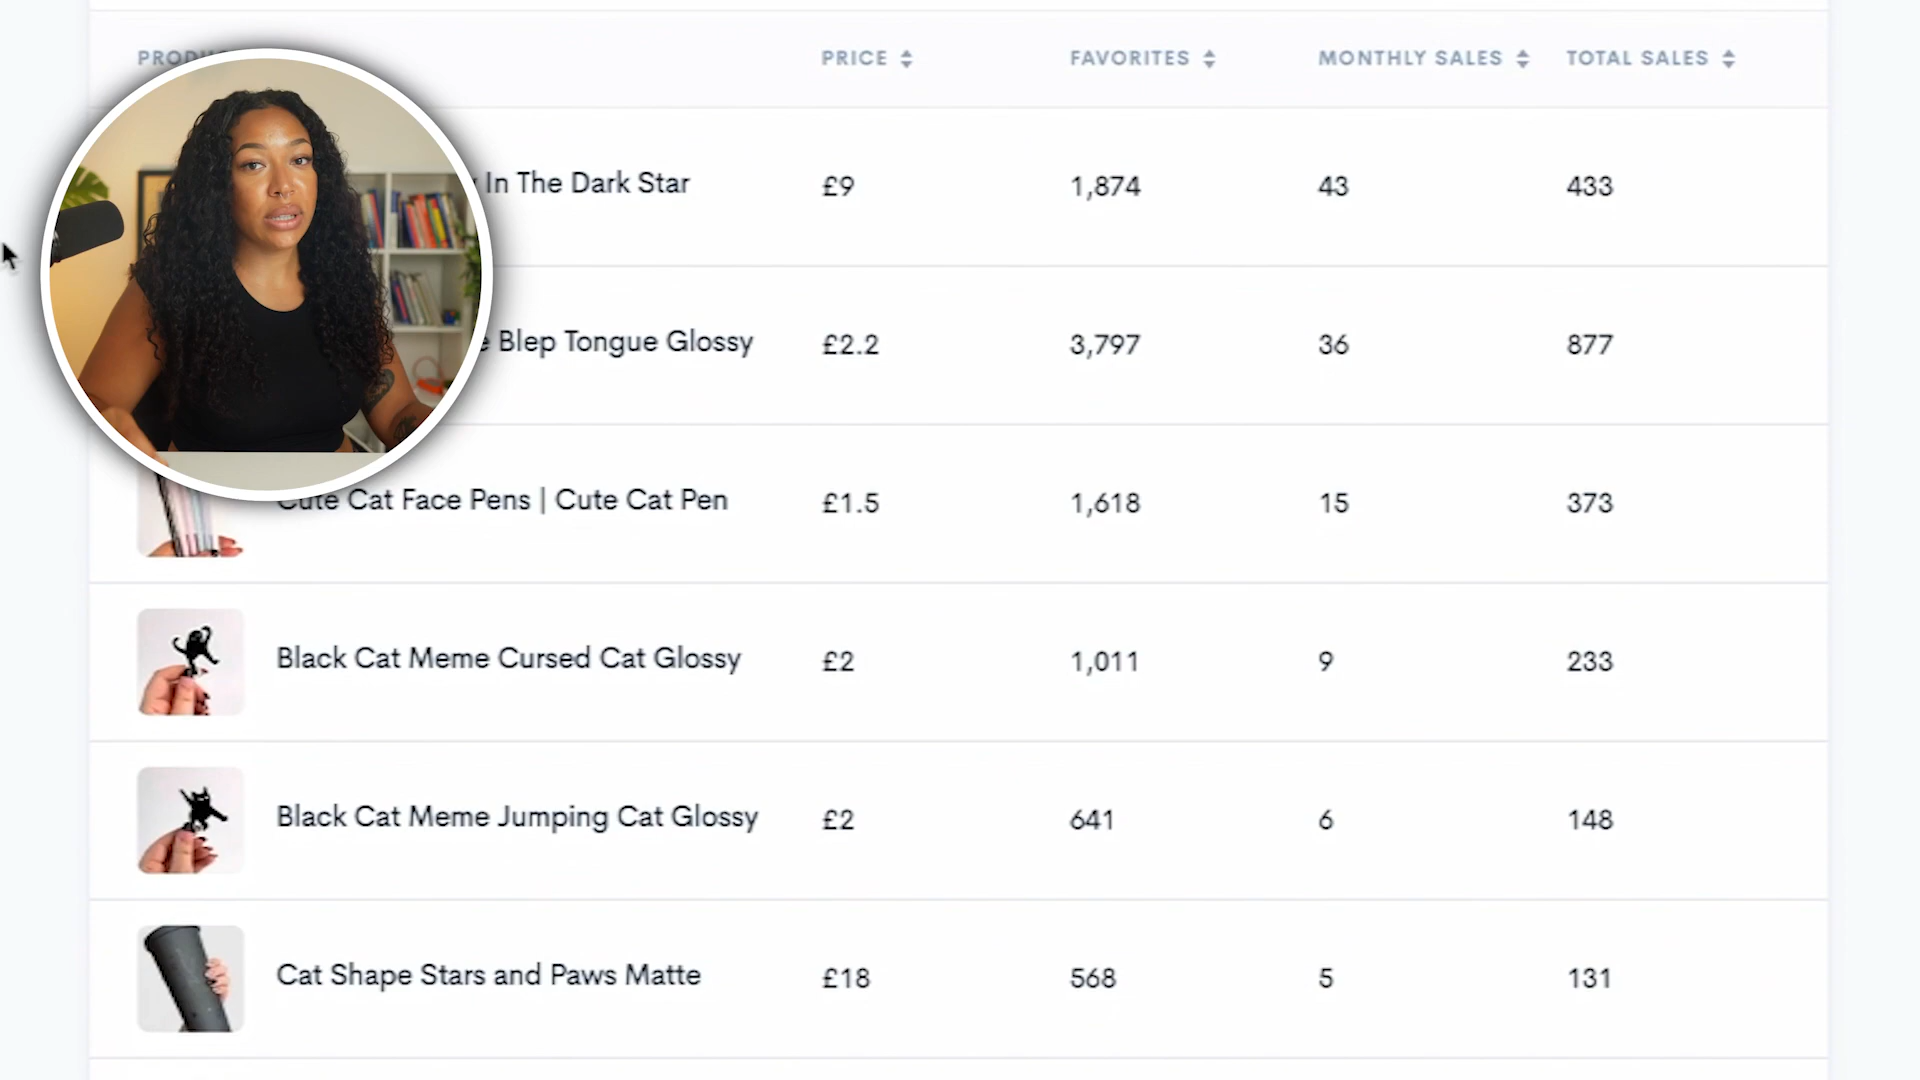 PRICE FAVORITES MONTHLY SALES TOTAL SALES
In The Dark Star £9 1,874 43 433
Blep Tongue Glossy £2.2 3,797 36 877
Cute Cat Face Pens | Cute Cat Pen £1.5 1,618 15 373
Black Cat Meme Cursed Cat Glossy £2 1,011 9 233
Black Cat Meme Jumping Cat Glossy £2 641 6 148
Cat Shape Stars and Paws Matte £18 568 5 131